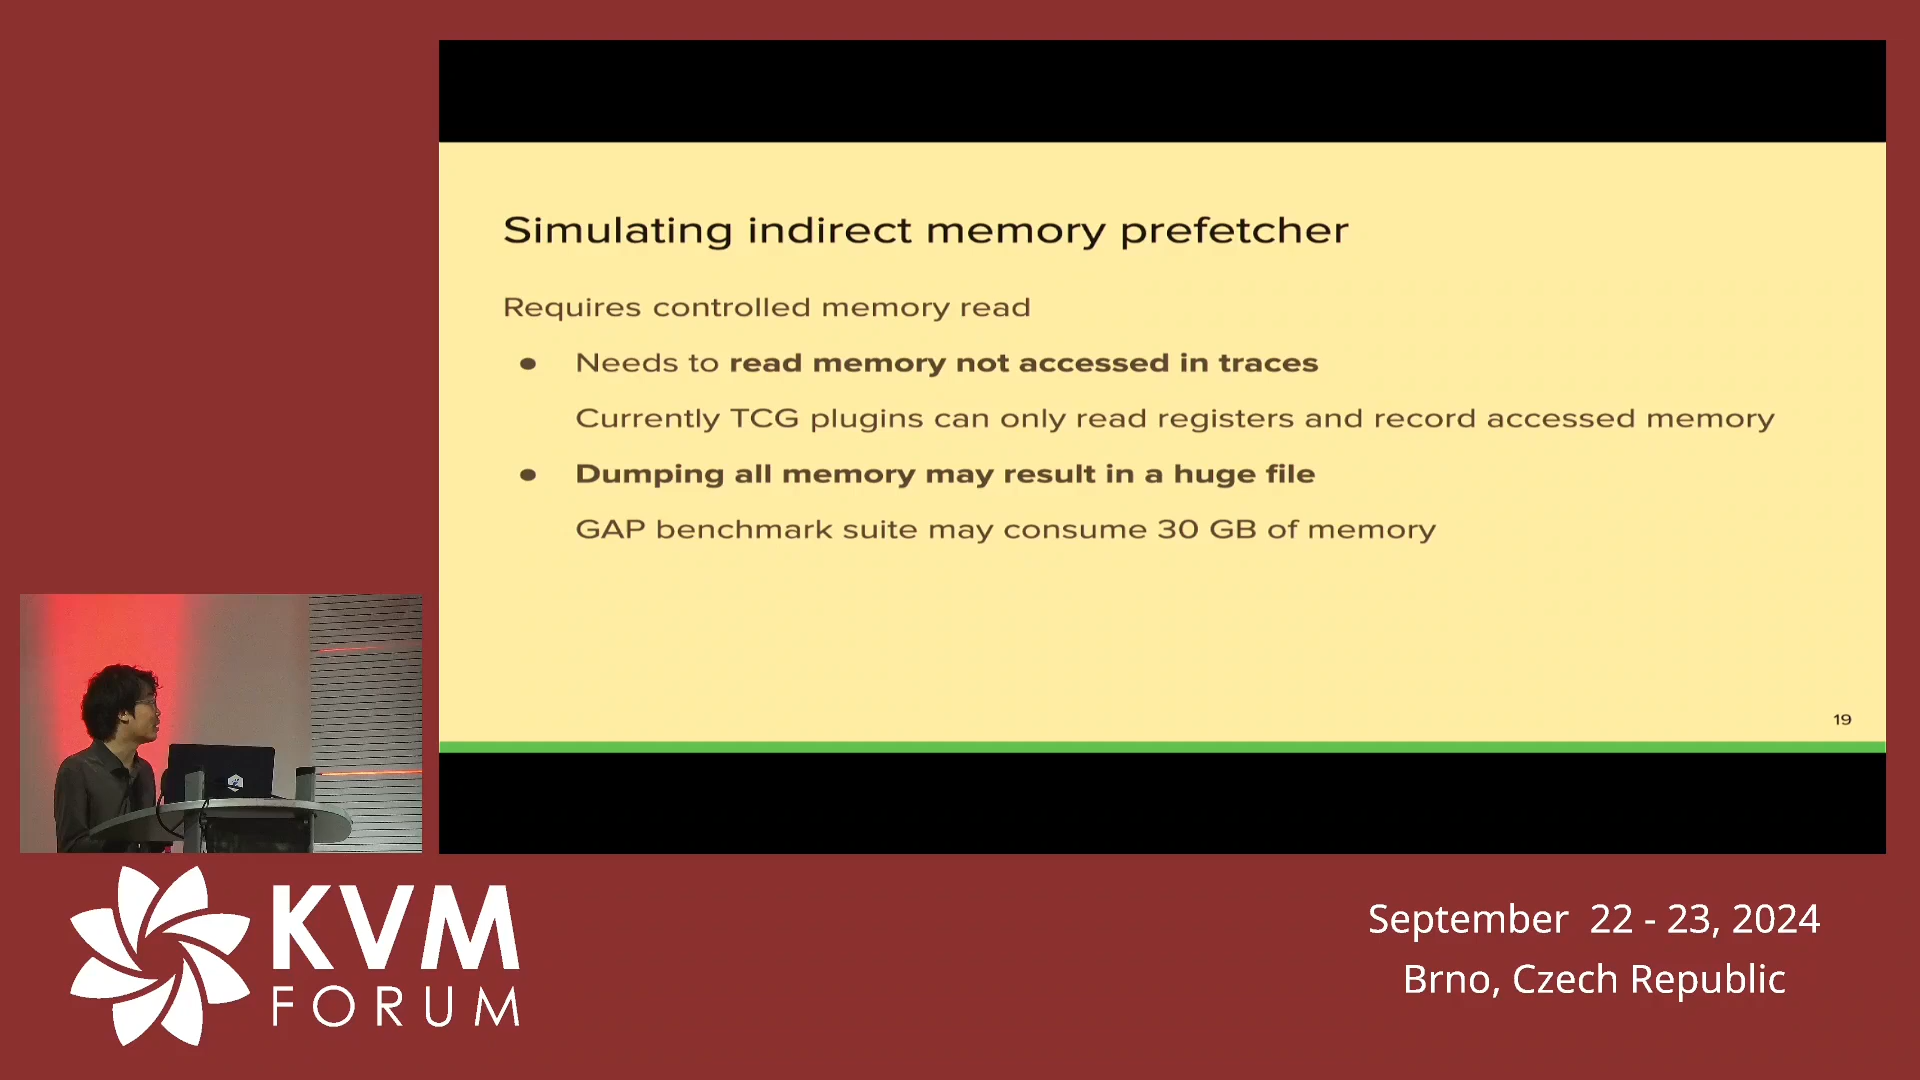 Simulating indirect memory prefetcher
Requires controlled memory read
● Needs to read memory not accessed in traces
Currently TCG plugins can only read registers and record accessed memory
● Dumping all memory may result in a huge file
GAP benchmark suite may consume 30 GB of memory
19
KVM
FORUM
September 22 - 23, 2024
Brno, Czech Republic